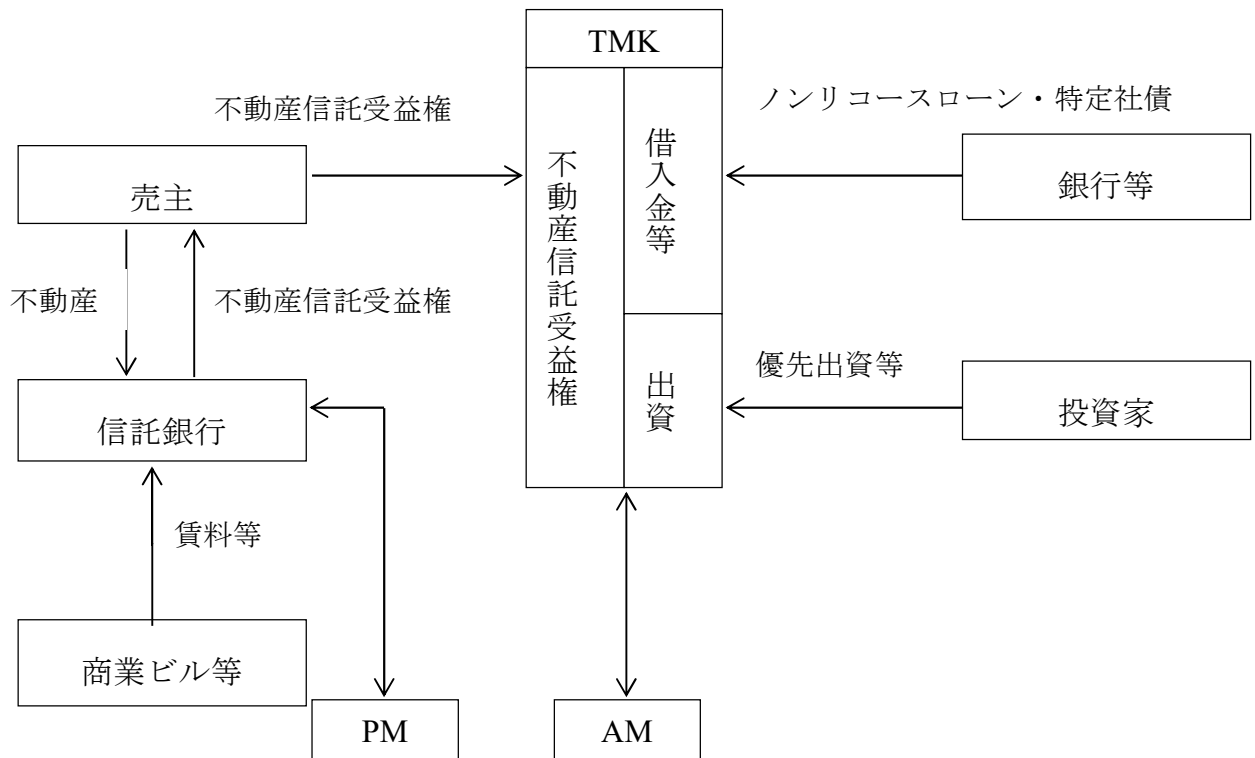 TMK
不動産信託受益権
ノンリコースローン・特定社債
売主
不動産信託受益権
借入金等
銀行等
不動産
不動産信託受益権
優先出資等
出資
投資家
信託銀行
賃料等
商業ビル等
PM
AM